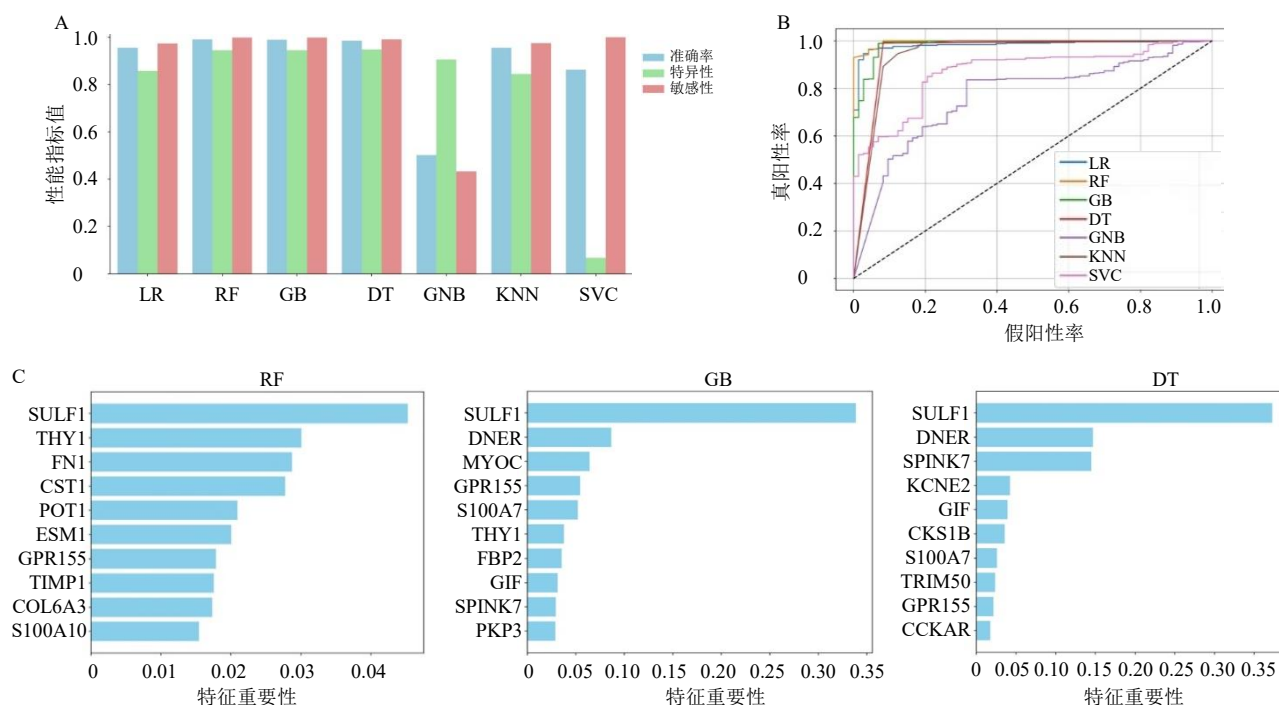 A
性能指标值
1.0
0.8
0.6
0.4
0.2
0
LR RF GB DT GNB KNN SVC
准确率
特异性
敏感性
B
真阳性率
1.0
0.8
0.6
0.4
0.2
0
0 0.2 0.4 0.6 0.8 1.0
假阳性率
LR
RF
GB
DT
GNB
KNN
SVC
C
RF
SULF1
THY1
FN1
CST1
POT1
ESM1
GPR155
TIMP1
COL6A3
S100A10
0 0.01 0.02 0.03 0.04
特征重要性
GB
SULF1
DNER
MYOC
GPR155
S100A7
THY1
FBP2
GIF
SPINK7
PKP3
0 0.05 0.10 0.15 0.20 0.25 0.30 0.35
特征重要性
DT
SULF1
DNER
SPINK7
KCNE2
GIF
CKS1B
S100A7
TRIM50
GPR155
CCKAR
0 0.05 0.10 0.15 0.20 0.25 0.30 0.35
特征重要性